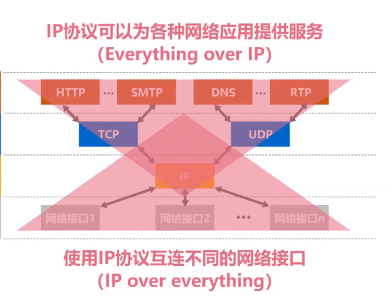 IP协议可以为各种网络应用提供服务
（Everything over IP）
HTTP ··· SMTP DNS ··· RTP
TCP UDP
IP
网络接口1 网络接口2 ··· 网络接口n
使用IP协议互连不同的网络接口
（IP over everything）